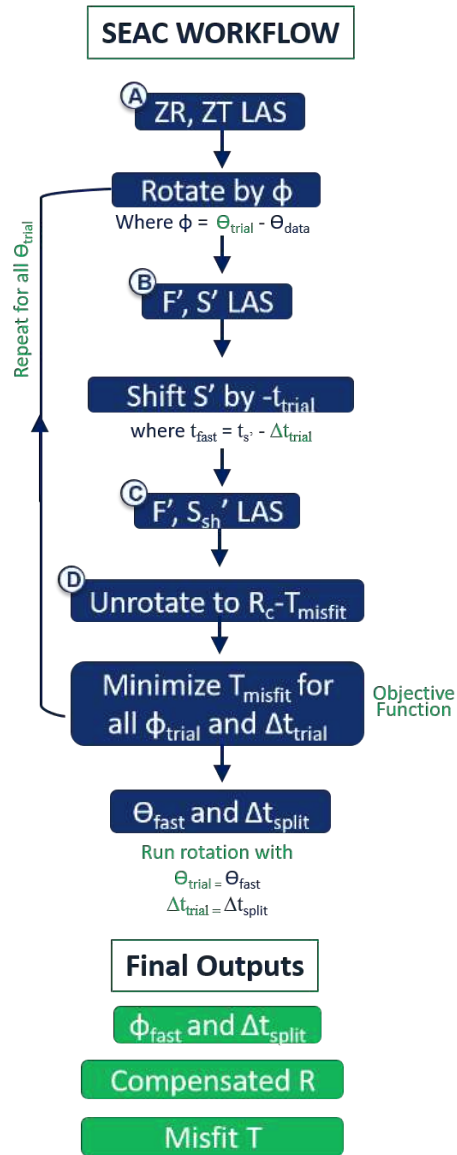 SEAC WORKFLOW
A
ZR, ZT LAS
Rotate by ϕ
Where ϕ = Θtrial - Θdata
Repeat for all Θtrial
B
F’, S’ LAS
Shift S’ by -ttrial
where tfast = ts’ - Δttrial
C
F’, Ssh’ LAS
D
Unrotate to Rc-Tmisfit
Minimize Tmisfit for
all ϕtrial and Δttrial
Objective
Function
Θfast and Δtsplit
Run rotation with
Θtrial = Θfast
Δttrial = Δtsplit
Final Outputs
ϕfast and Δtsplit
Compensated R
Misfit T